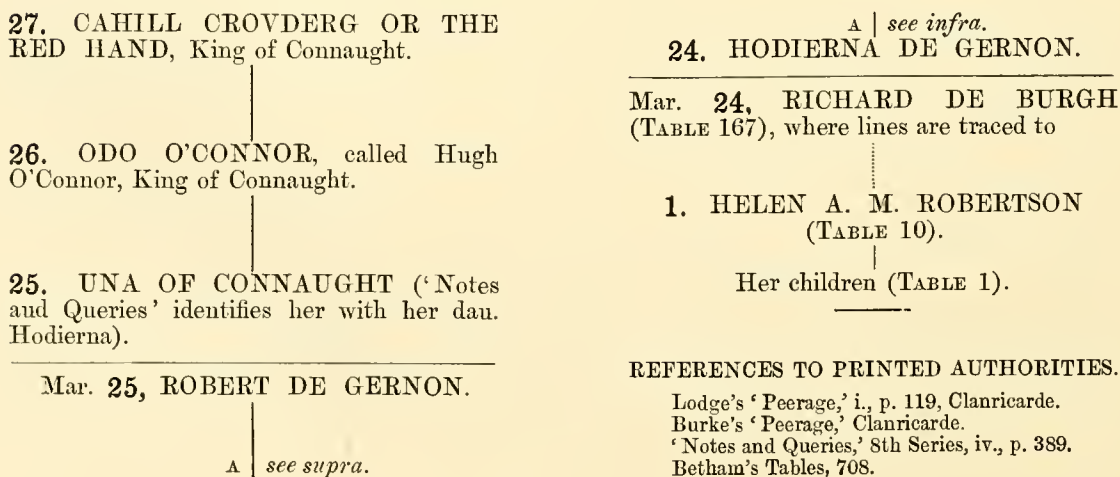 27. CAHILL CROVDERG OR THE
RED HAND, King of Connaught.
26. ODO O'CONNOR, called Hugh
O'Connor, King of Connaught.
25. UNA OF CONNAUGHT ('Notes
and Queries' identifies her with her dau.
Hodierna).
Mar. 25, ROBERT DE GERNON.
A | see supra.
A | see infra.
24. HODIERNA DE GERNON.
Mar. 24, RICHARD DE BURGH
(TABLE 167), where lines are traced to
1. HELEN A. M. ROBERTSON
(TABLE 10).
Her children (TABLE 1).
REFERENCES TO PRINTED AUTHORITIES.
Lodge's 'Peerage,' i., p. 119, Clanricarde.
Burke's 'Peerage,' Clanricarde.
'Notes and Queries,' 8th Series, iv., p. 389.
Betham's Tables, 708.